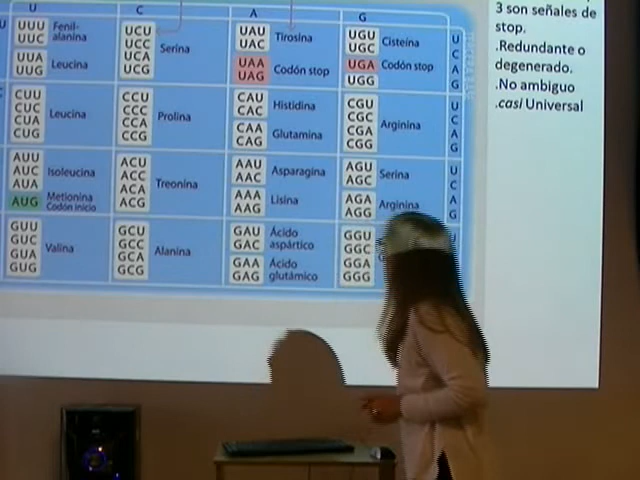 U C A G
UUU
UUC
Fenil-
alanina
UUA
UUG
Leucina
UCU
UCC
UCA
UCG
Serina
UAU
UAC
Tirosina
UAA
UAG
Codón stop
UGU
UGC
Cisteína
UGA
Codón stop
UGG
U
C
A
G
CUU
CUC
CUA
CUG
Leucina
CCU
CCC
CCA
CCG
Prolina
CAU
CAC
Histidina
CAA
CAG
Glutamina
CGU
CGC
CGA
CGG
Arginina
U
C
A
G
AUU
AUC
AUA
Isoleucina
AUG
Metionina
Codón inicio
ACU
ACC
ACA
ACG
Treonina
AAU
AAC
Asparagina
AAA
AAG
Lisina
AGU
AGC
Serina
AGA
AGG
Arginina
U
C
A
G
GUU
GUC
GUA
GUG
Valina
GCU
GCC
GCA
GCG
Alanina
GAU
GAC
Ácido
aspártico
GAA
GAG
Ácido
glutámico
GGU
GGC
GGA
GGG
3 son señales de
stop.
.Redundante o
degenerado.
.No ambiguo
.casi Universal